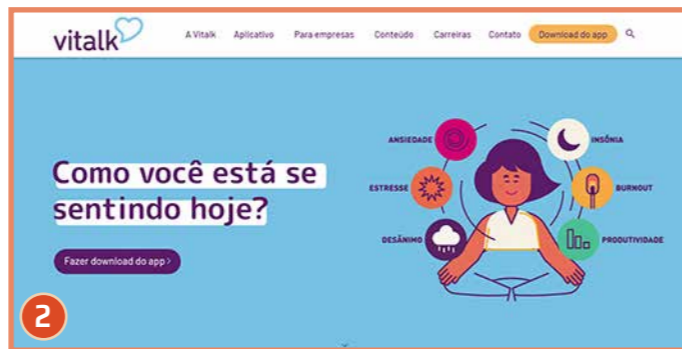 vitalk
A Vitalk Aplicativo Para empresas Conteúdo Carreiras Contato Download do app
Como você está se
sentindo hoje?
Fazer download do app >
ANSIEDADE
INSÔNIA
ESTRESSE
BURNOUT
DESÂNIMO
PRODUTIVIDADE
2